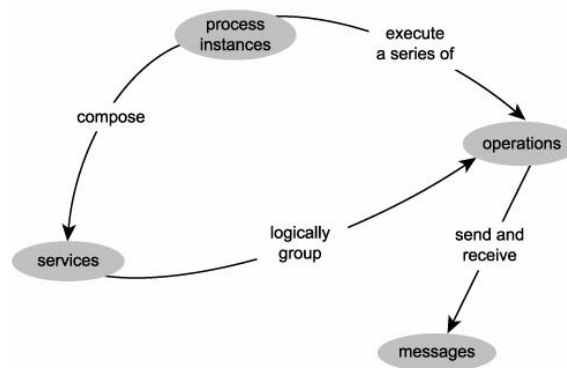 process
instances
execute
a series of
compose
operations
logically
group
send and
receive
services
messages